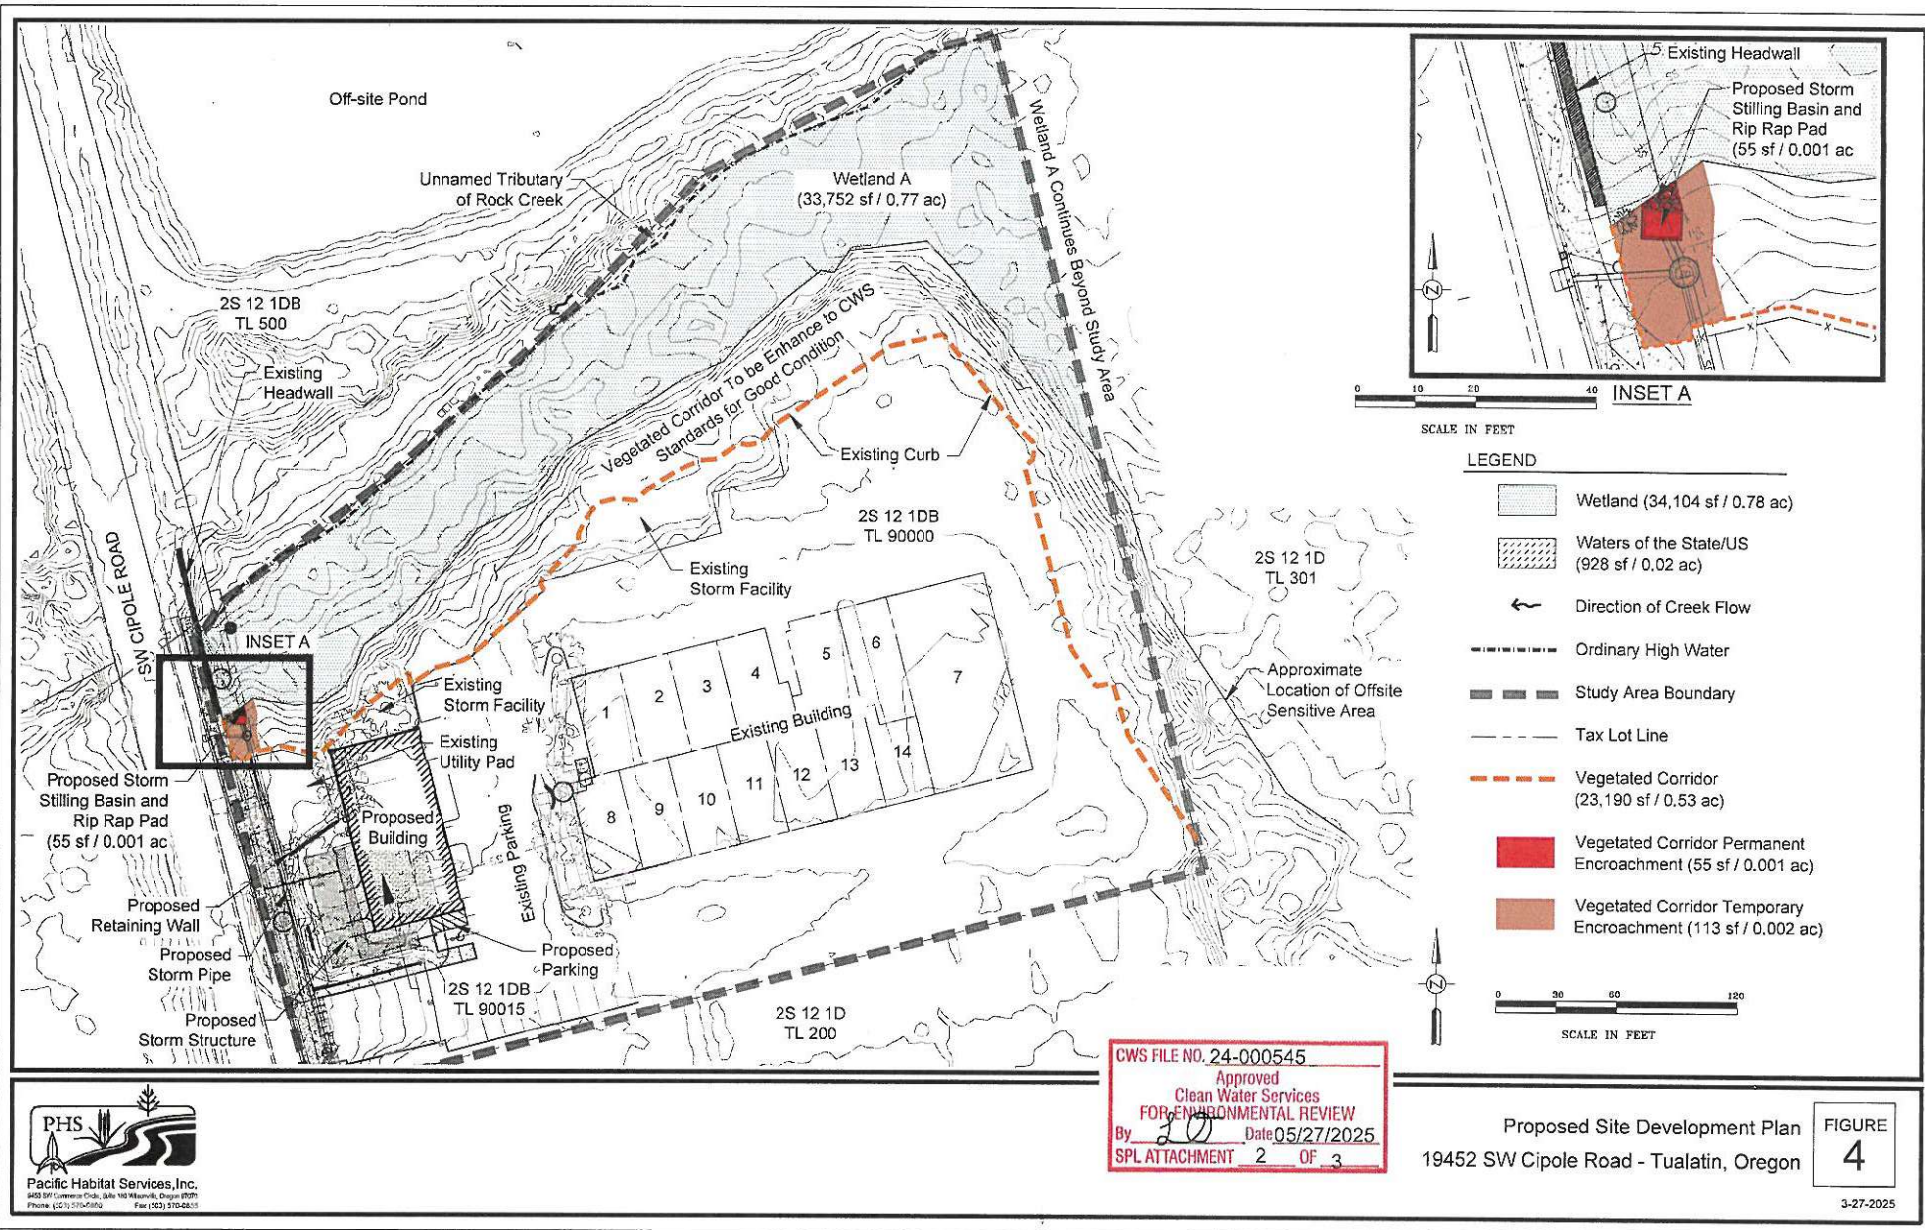 Off-site Pond
Unnamed Tributary
of Rock Creek
Wetland A
(33,752 sf / 0.77 ac)
Wetland A Continues Beyond Study Area
2S 12 1DB
TL 500
Existing
Headwall
Vegetated Corridor To be Enhance to CWS
Standards for Good Condition
Existing Curb
2S 12 1DB
TL 90000
Existing
Storm Facility
2S 12 1D
TL 301
SW CIPOLE ROAD
INSET A
Approximate
Location of Offsite
Sensitive Area
Existing
Storm Facility
Existing
Utility Pad
Existing Building
1
2
3
4
5
6
7
8
9
10
11
12
13
14
Proposed Storm
Stilling Basin and
Rip Rap Pad
(55 sf / 0.001 ac
Proposed
Building
Existing Parking
Proposed
Retaining Wall
Proposed
Storm Pipe
Proposed
Parking
2S 12 1DB
TL 90015
Proposed
Storm Structure
2S 12 1D
TL 200
Existing Headwall
Proposed Storm
Stilling Basin and
Rip Rap Pad
(55 sf / 0.001 ac
N
0 10 20 40
INSET A
SCALE IN FEET
LEGEND
Wetland (34,104 sf / 0.78 ac)
Waters of the State/US
(928 sf / 0.02 ac)
Direction of Creek Flow
Ordinary High Water
Study Area Boundary
Tax Lot Line
Vegetated Corridor
(23,190 sf / 0.53 ac)
Vegetated Corridor Permanent
Encroachment (55 sf / 0.001 ac)
Vegetated Corridor Temporary
Encroachment (113 sf / 0.002 ac)
N
0 30 60 120
SCALE IN FEET
CWS FILE NO. 24-000545
Approved
Clean Water Services
FOR ENVIRONMENTAL REVIEW
By Date 05/27/2025
SPL ATTACHMENT 2 OF 3
PHS
Pacific Habitat Services, Inc.
Proposed Site Development Plan
19452 SW Cipole Road - Tualatin, Oregon
FIGURE
4
3-27-2025